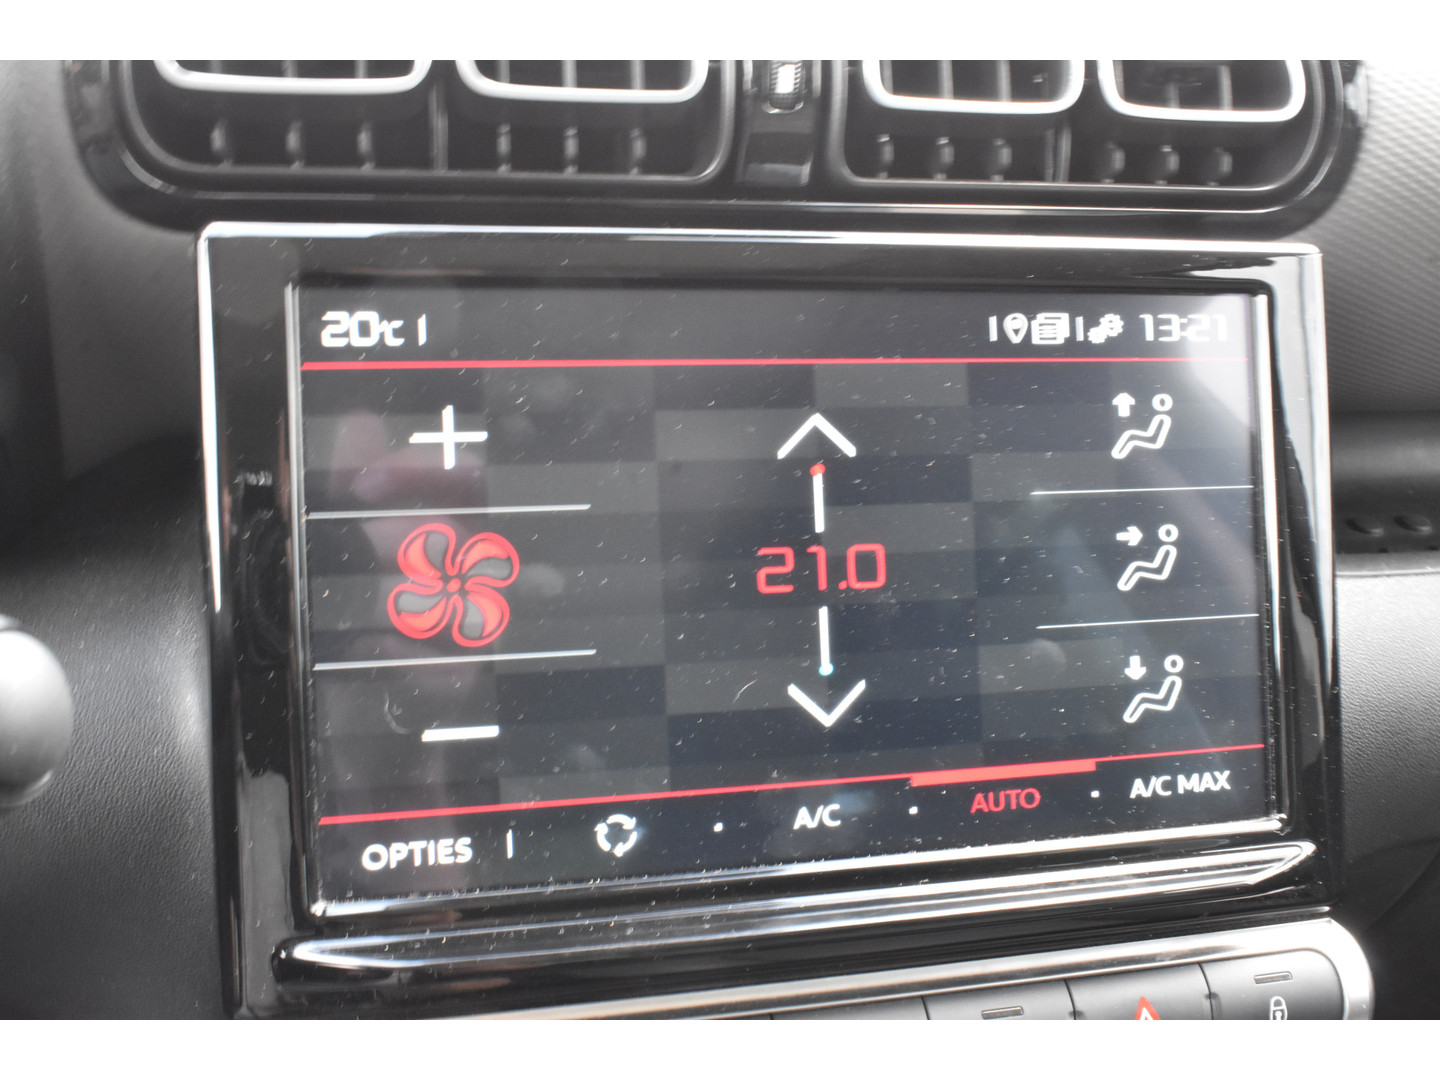 20°C 13:21
21.0
OPTIES A/C AUTO A/C MAX